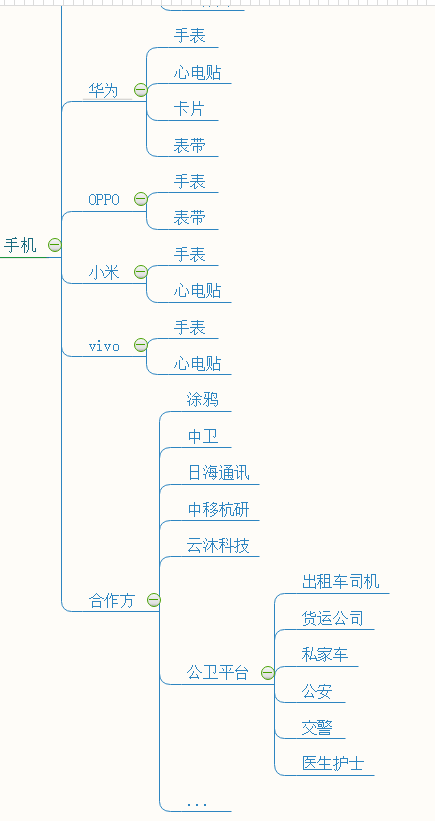 手表
心电贴
华为
卡片
表带
手表
OPPO
表带
手机
手表
小米
心电贴
手表
vivo
心电贴
涂鸦
中卫
日海通讯
中移杭研
云沐科技
出租车司机
合作方
货运公司
私家车
公卫平台
公安
交警
医生护士
...